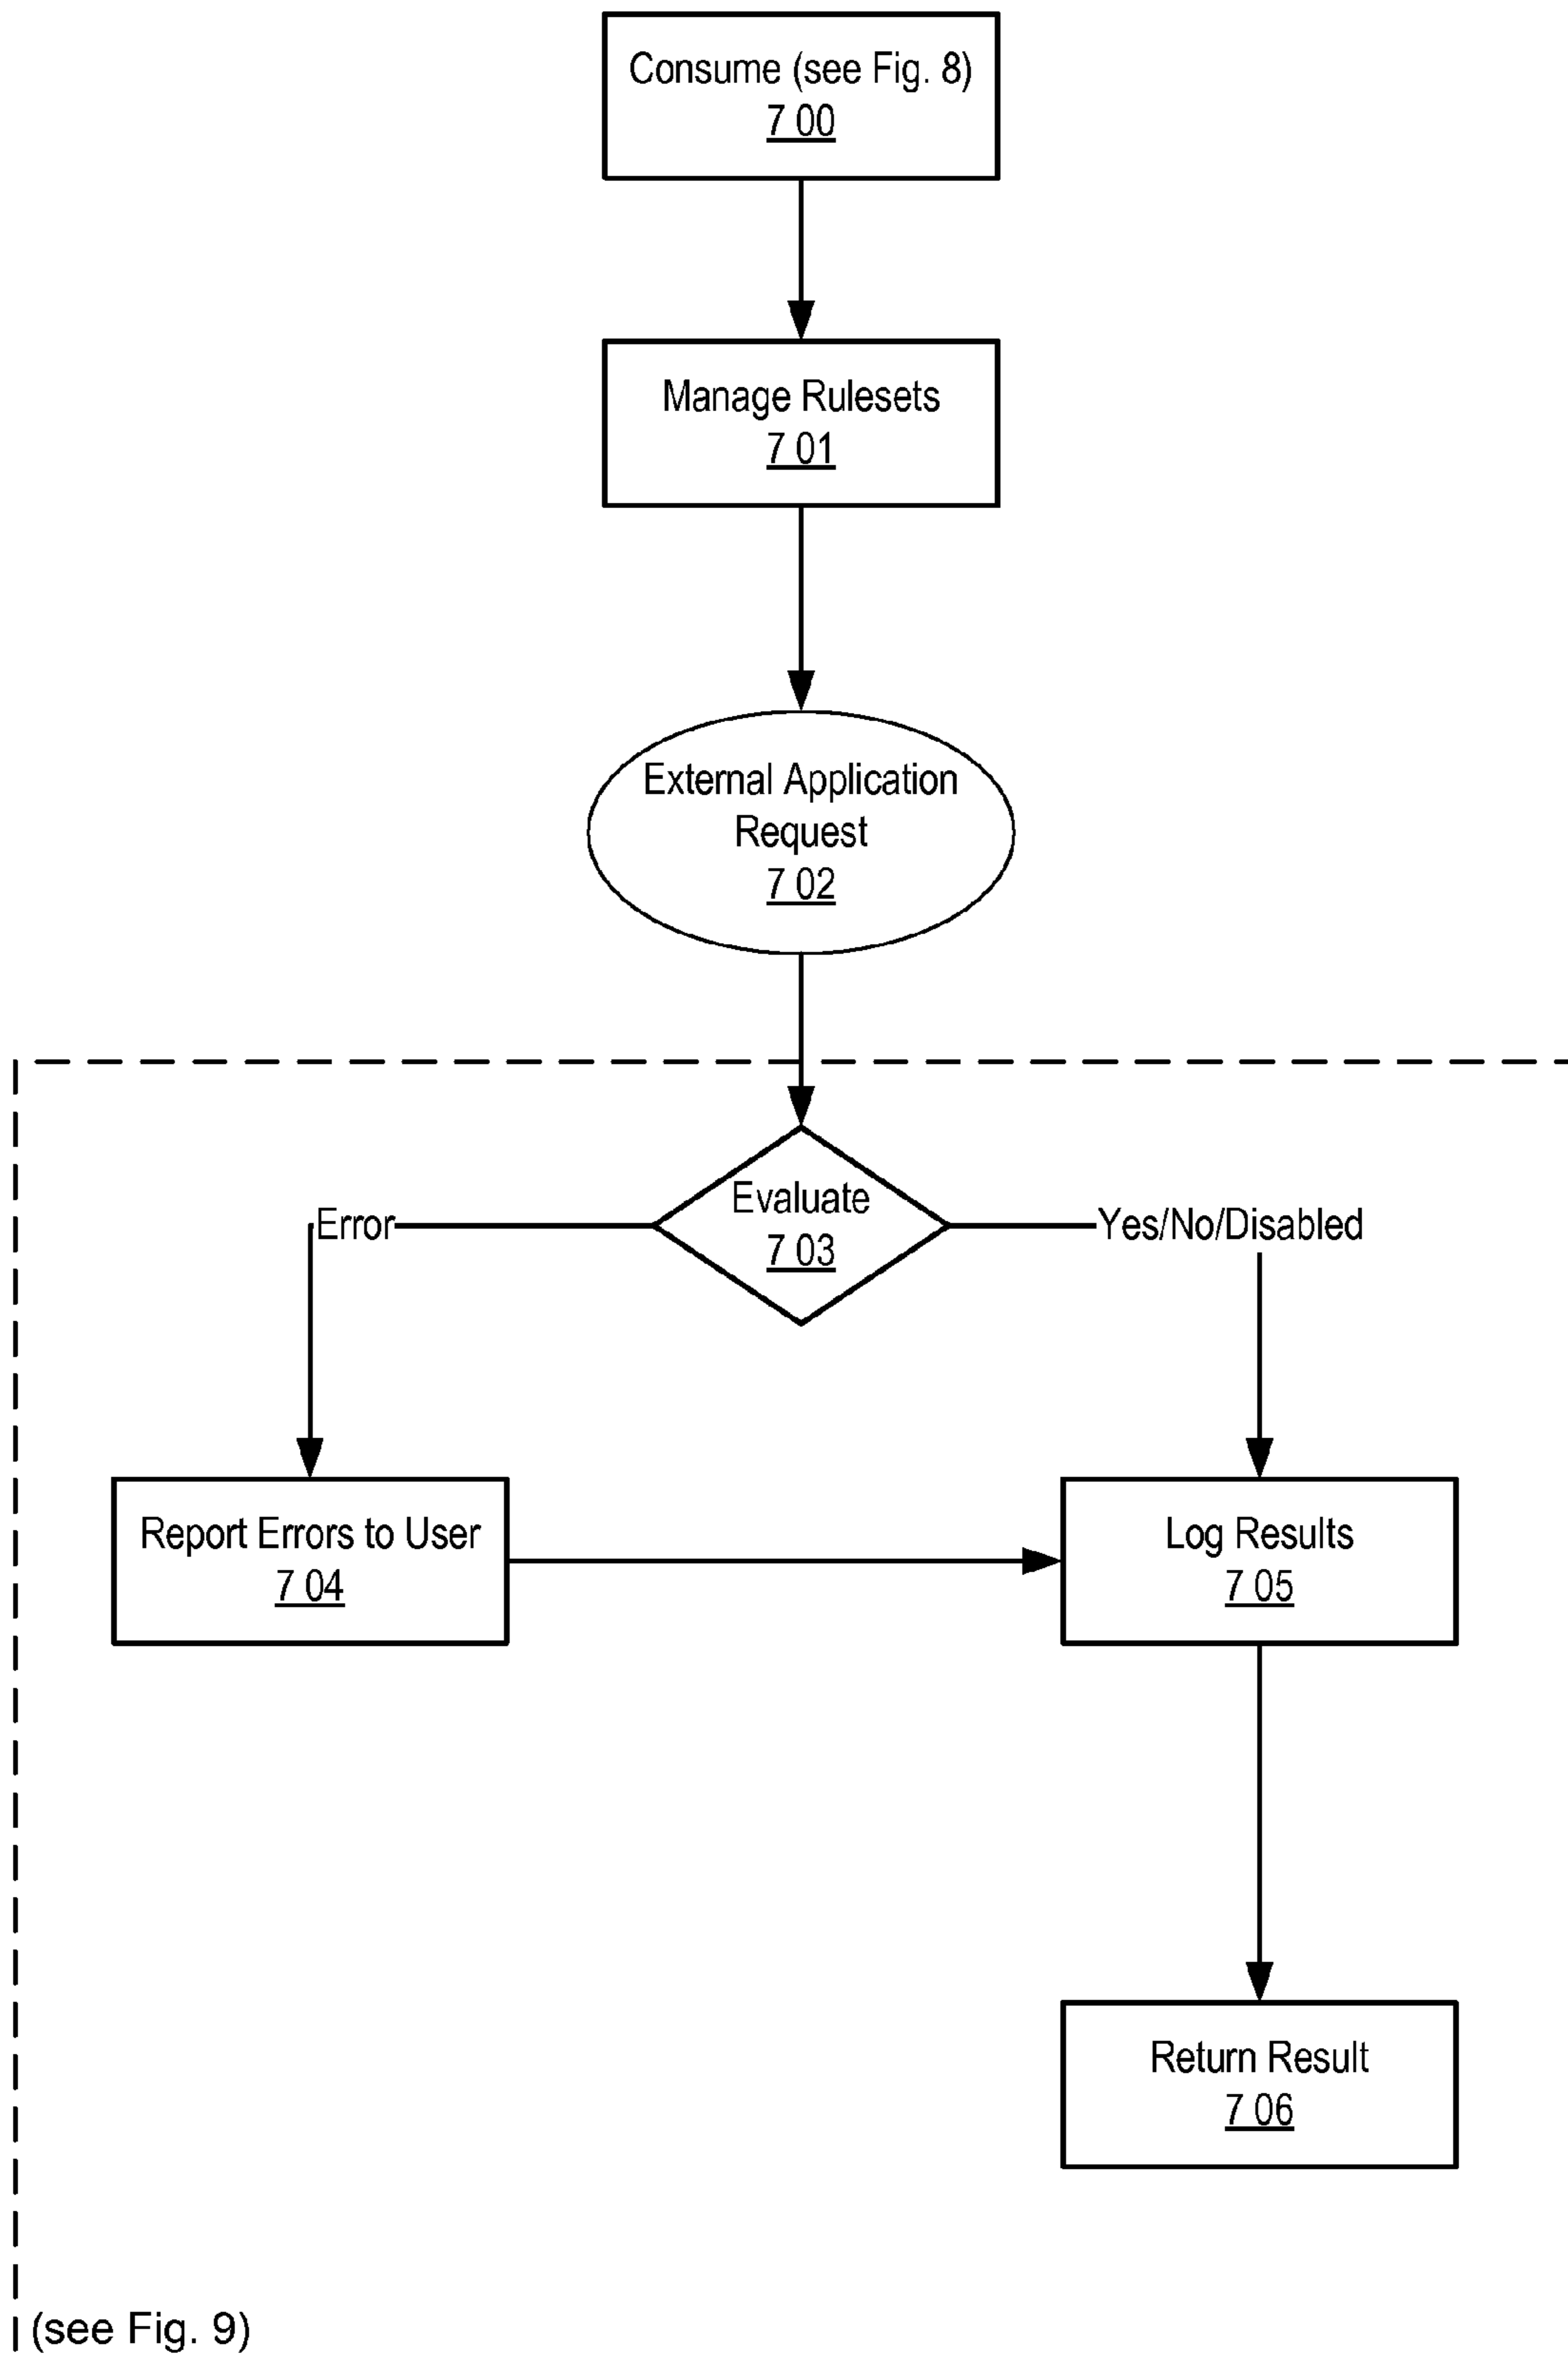 Consume (see Fig. 8)
7 00
Manage Rulesets
7 01
External Application
Request
7 02
Evaluate
7 03
Error
Yes/No/Disabled
Report Errors to User
7 04
Log Results
7 05
Return Result
7 06
(see Fig. 9)